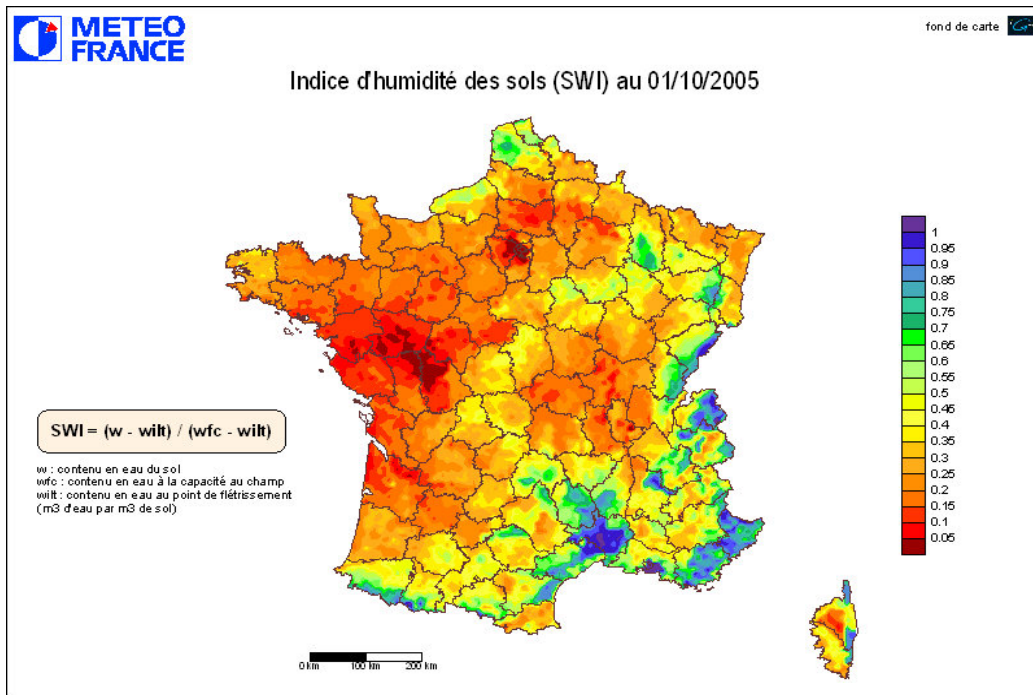 METEO
FRANCE
fond de carte
Indice d'humidité des sols (SWI) au 01/10/2005
1
0.95
0.9
0.85
0.8
0.75
0.7
0.65
0.6
0.55
0.5
0.45
0.4
0.35
0.3
0.25
0.2
0.15
0.1
0.05
SWI = (w - wilt) / (wfc - wilt)
w : contenu en eau du sol
wfc : contenu en eau à la capacité au champ
wilt : contenu en eau au point de flétrissement
(m3 d'eau par m3 de sol)
0 km 100 km 200 km